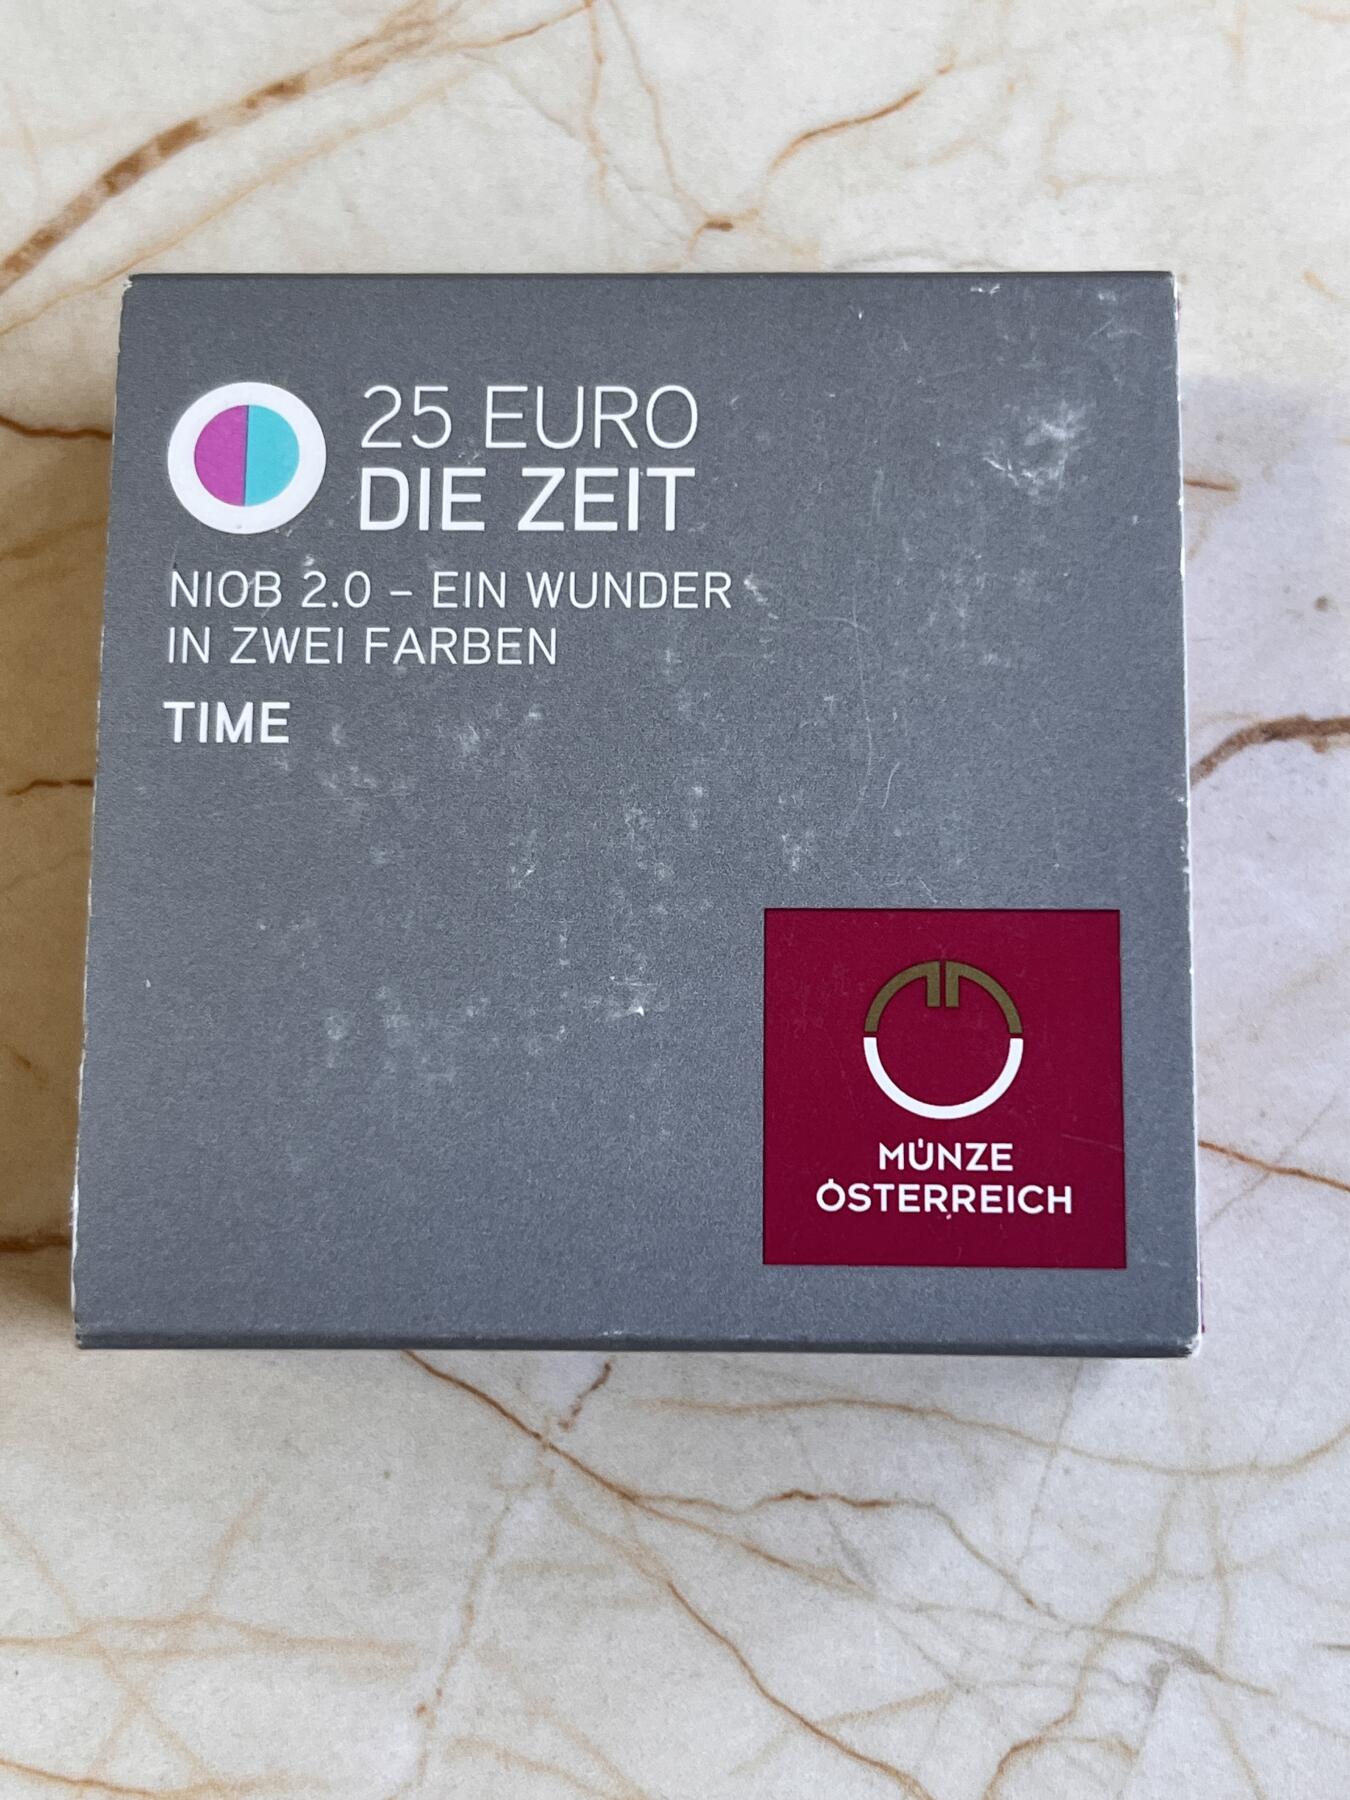 25 EURO
DIE ZEIT
NIOB 2.0 – EIN WUNDER
IN ZWEI FARBEN
TIME
MÜNZE
ÖSTERREICH